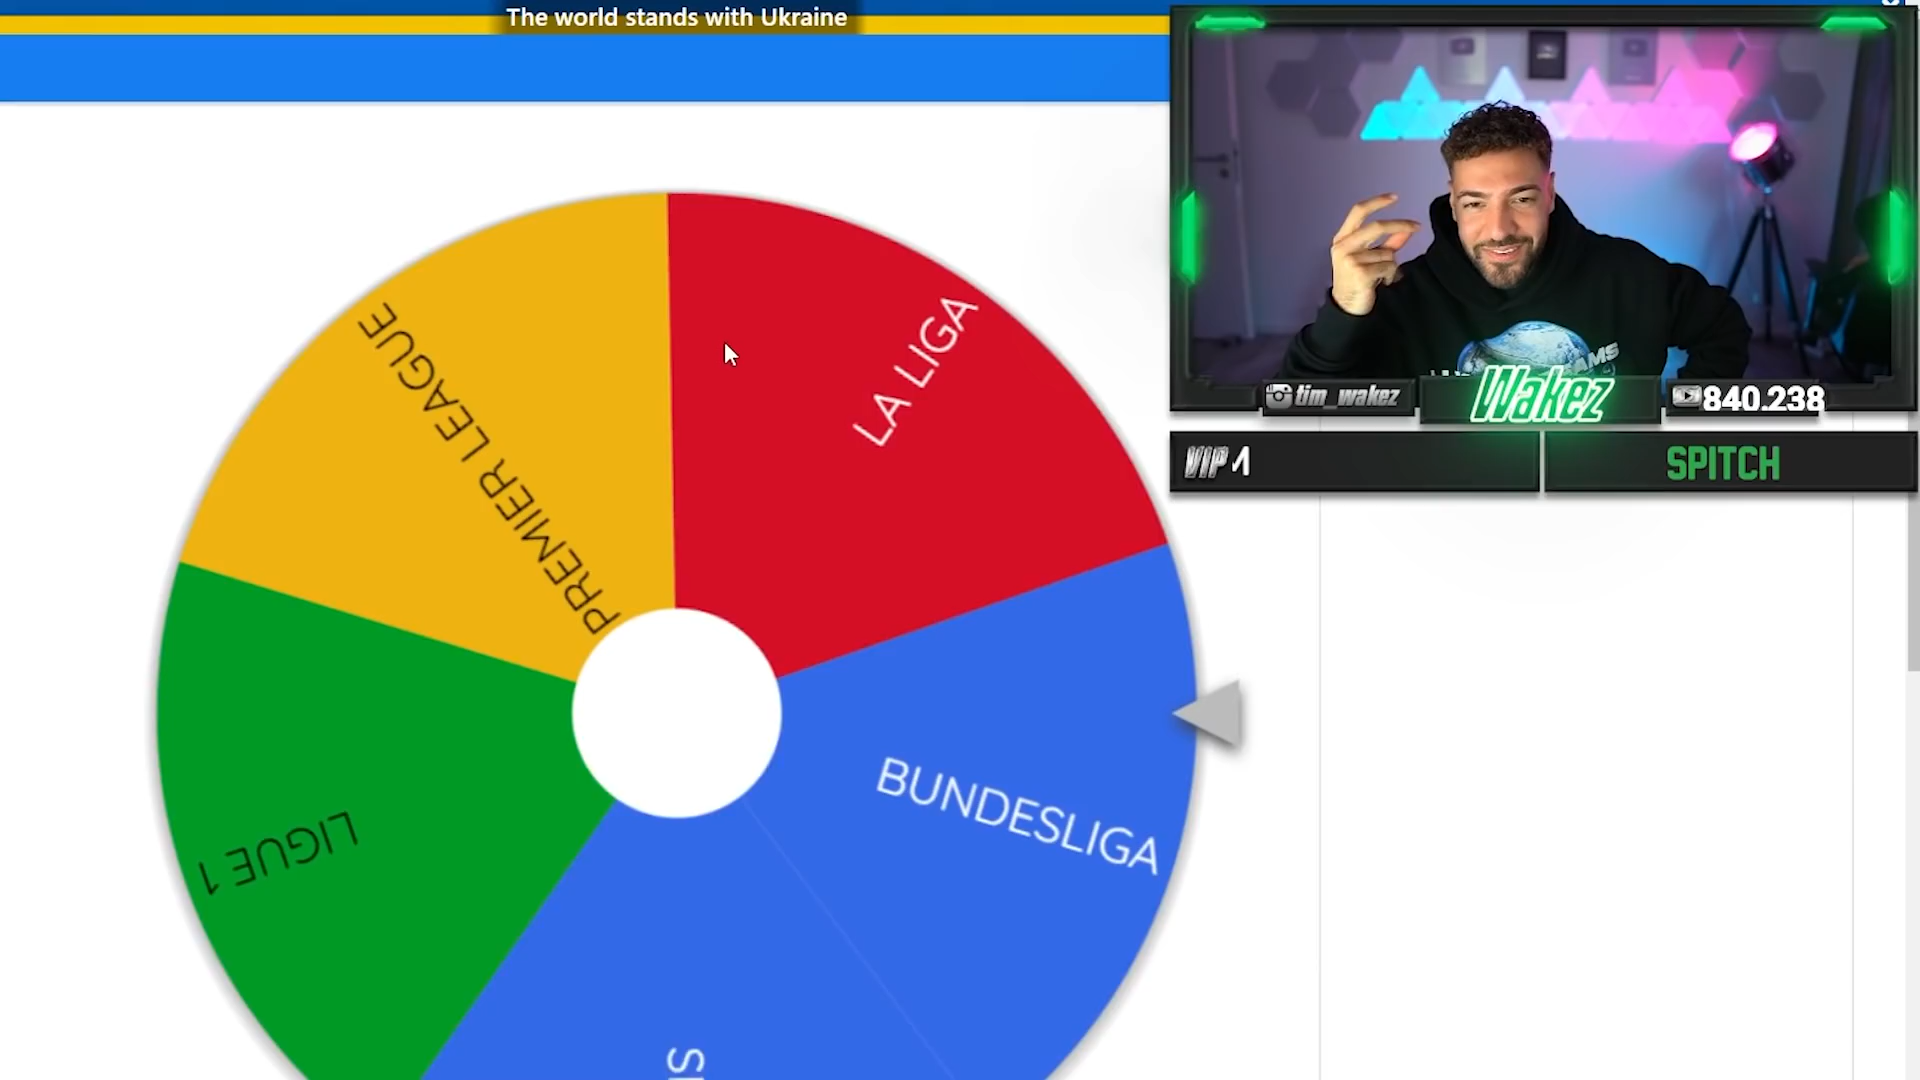 The world stands with Ukraine
PREMIER LEAGUE
LA LIGA
BUNDESLIGA
LIGUE 1
tim_wakez
Wakez
840.238
VIP 1
SPITCH